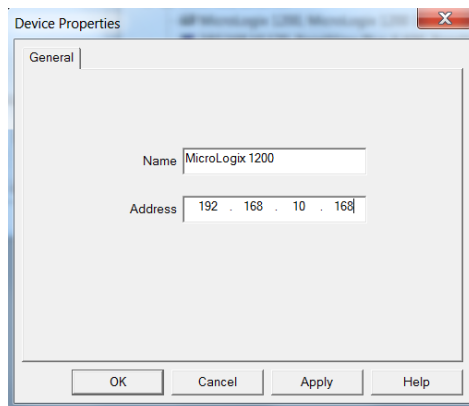 Device Properties
General
Name MicroLogix 1200
Address 192 . 168 . 10 . 168
OK Cancel Apply Help